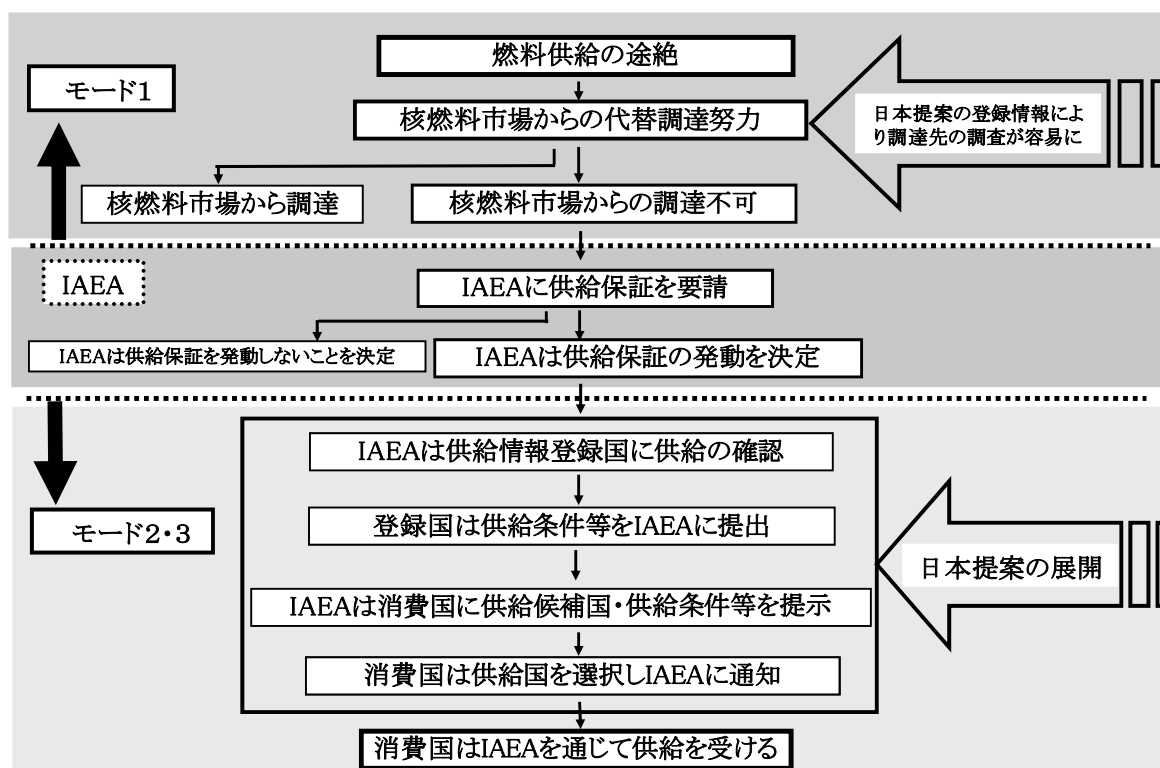 燃料供給の途絶
モード1
核燃料市場からの代替調達努力
日本提案の登録情報によ
り調達先の調査が容易に
核燃料市場から調達
核燃料市場からの調達不可
IAEA
IAEAに供給保証を要請
IAEAは供給保証を発動しないことを決定
IAEAは供給保証の発動を決定
IAEAは供給情報登録国に供給の確認
モード2・3
登録国は供給条件等をIAEAに提出
日本提案の展開
IAEAは消費国に供給候補国・供給条件等を提示
消費国は供給国を選択しIAEAに通知
消費国はIAEAを通じて供給を受ける